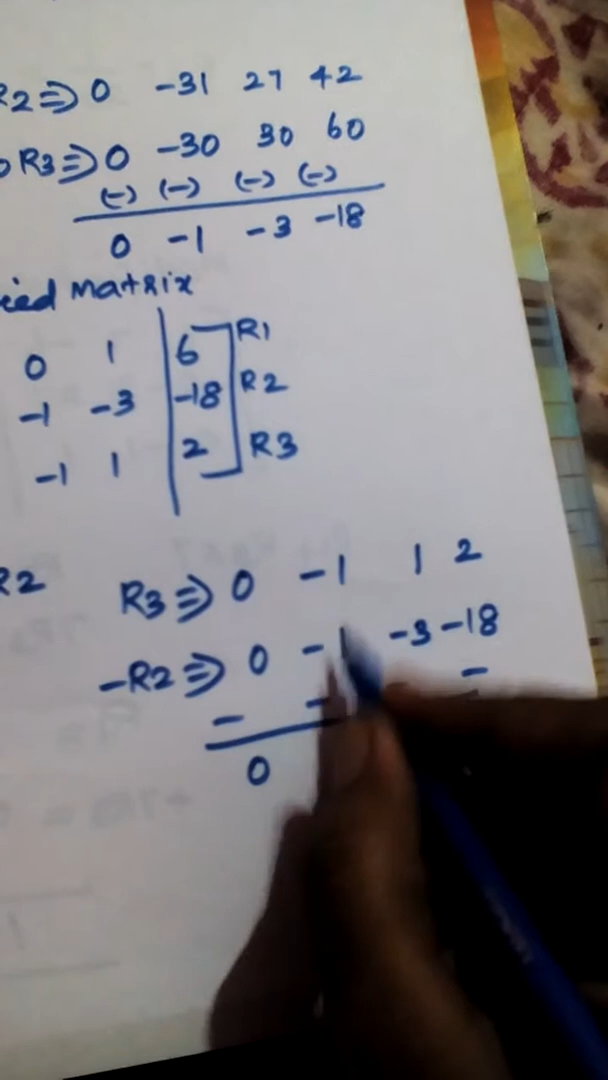 R2 ⇒ 0 -31 27 42
R3 ⇒ 0 -30 30 60
(-) (-) (-) (-)
0 -1 -3 -18
matrix
0 1 | 6 ] R1
-1 -3 | -18 R2
-1 1 | 2 R3
R2 R3 ⇒ 0 -1 1 2
-R2 ⇒ 0 -1 -3 -18
- - -
0